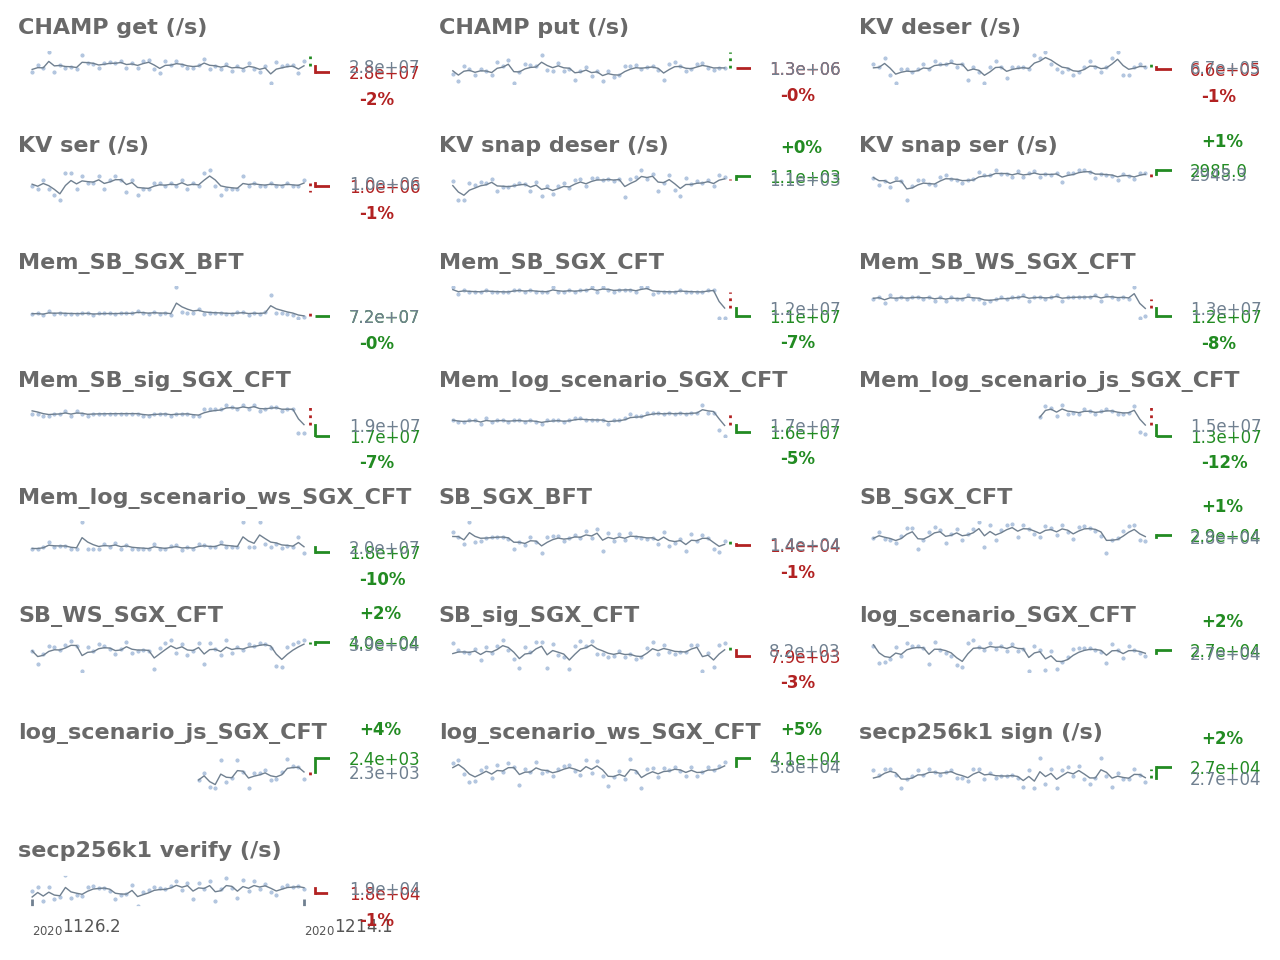 CHAMP get (/s)
2.8e+07
2.8e+07
-2%
CHAMP put (/s)
1.3e+06
-0%
KV deser (/s)
6.7e+05
6.6e+05
-1%
KV ser (/s)
1.0e+06
1.0e+06
-1%
KV snap deser (/s)
+0%
1.1e+03
1.1e+03
KV snap ser (/s)
+1%
2985.0
Mem_SB_SGX_BFT
7.2e+07
-0%
Mem_SB_SGX_CFT
1.2e+07
1.1e+07
-7%
Mem_SB_WS_SGX_CFT
1.3e+07
1.2e+07
-8%
Mem_SB_sig_SGX_CFT
1.9e+07
1.7e+07
-7%
Mem_log_scenario_SGX_CFT
1.7e+07
1.6e+07
-5%
Mem_log_scenario_js_SGX_CFT
1.5e+07
1.3e+07
-12%
Mem_log_scenario_ws_SGX_CFT
2.0e+07
1.8e+07
-10%
SB_SGX_BFT
1.4e+04
-1%
SB_SGX_CFT
+1%
2.9e+04
2.8e+04
SB_WS_SGX_CFT
+2%
4.0e+04
3.9e+04
SB_sig_SGX_CFT
8.2e+03
7.9e+03
-3%
log_scenario_SGX_CFT
+2%
2.7e+04
2.7e+04
log_scenario_js_SGX_CFT
+4%
2.4e+03
2.3e+03
log_scenario_ws_SGX_CFT
+5%
4.1e+04
3.8e+04
secp256k1 sign (/s)
+2%
2.7e+04
2.7e+04
secp256k1 verify (/s)
1.9e+04
1.8e+04
-1%
2020 1126.2
2020 1214.1